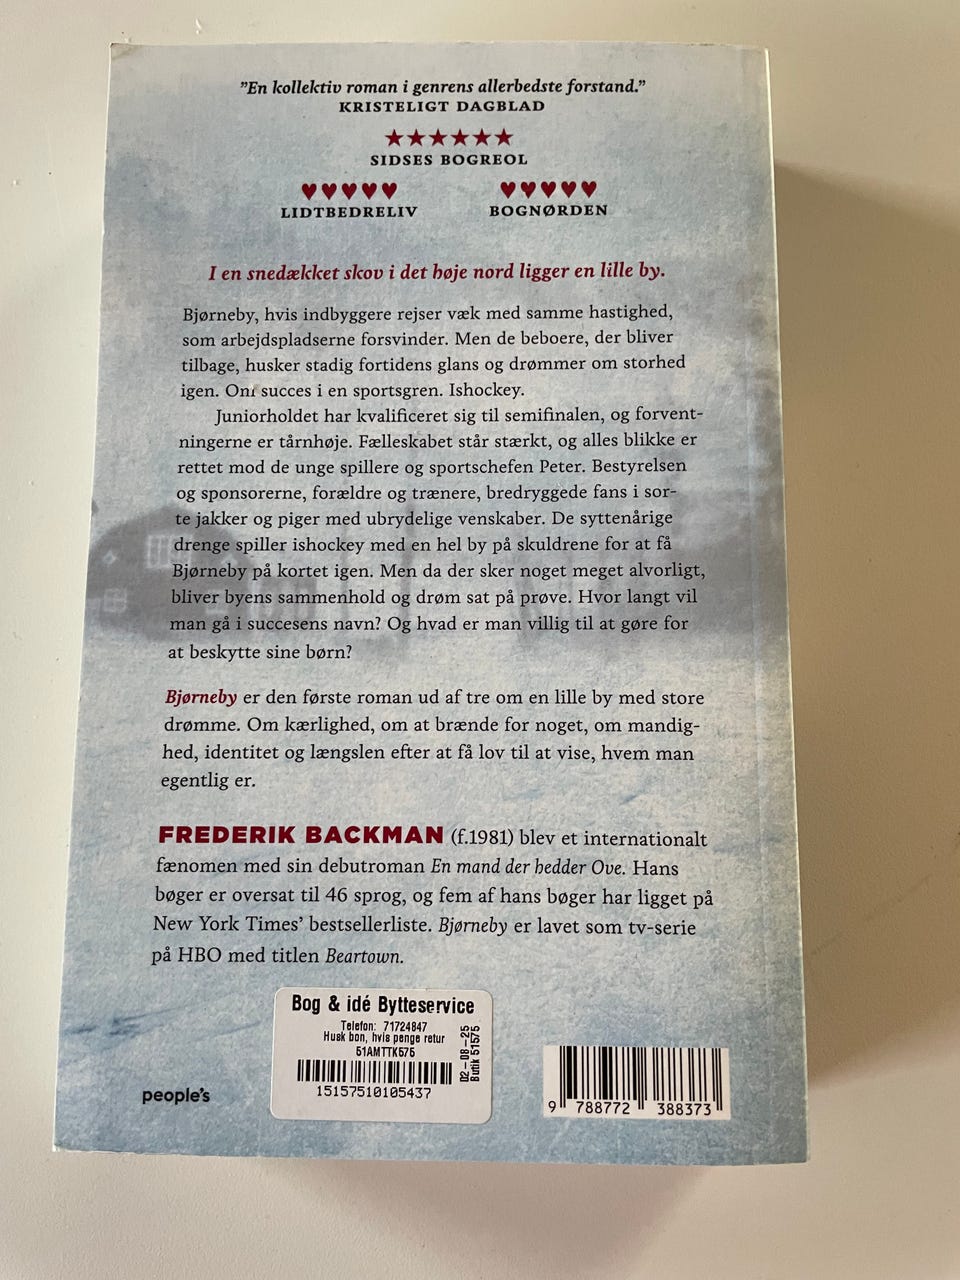 ”En kollektiv roman i genrens allerbedste forstand.”
KRISTELIGT DAGBLAD
★★★★★★
SIDSES BOGREOL
♥♥♥♥♥ ♥♥♥♥♥
LIDTBEDRELIV BOGNØRDEN
I en snedækket skov i det høje nord ligger en lille by.
Bjørneby, hvis indbyggere rejser væk med samme hastighed,
som arbejdspladserne forsvinder. Men de beboere, der bliver
tilbage, husker stadig fortidens glans og drømmer om storhed
igen. Om succes i en sportsgren. Ishockey.
Juniorholdet har kvalificeret sig til semifinalen, og forvent-
ningerne er tårnhøje. Fælleskabet står stærkt, og alles blikke er
rettet mod de unge spillere og sportschefen Peter. Bestyrelsen
og sponsorerne, forældre og trænere, bredryggede fans i sor-
te jakker og piger med ubrydelige venskaber. De syttenårige
drenge spiller ishockey med en hel by på skuldrene for at få
Bjørneby på kortet igen. Men da der sker noget meget alvorligt,
bliver byens sammenhold og drøm sat på prøve. Hvor langt vil
man gå i succesens navn? Og hvad er man villig til at gøre for
at beskytte sine børn?
Bjørneby er den første roman ud af tre om en lille by med store
drømme. Om kærlighed, om at brænde for noget, om mandig-
hed, identitet og længslen efter at få lov til at vise, hvem man
egentlig er.
FREDERIK BACKMAN (f.1981) blev et internationalt
fænomen med sin debutroman En mand der hedder Ove. Hans
bøger er oversat til 46 sprog, og fem af hans bøger har ligget på
New York Times’ bestsellerliste. Bjørneby er lavet som tv-serie
på HBO med titlen Beartown.
Bog & idé Bytteservice
Telefon: 71724847
Husk bon, hvis penge retur
51AMTTK575
15157510105437
02-08-25
Butik 51575
people's
9 788772 388373